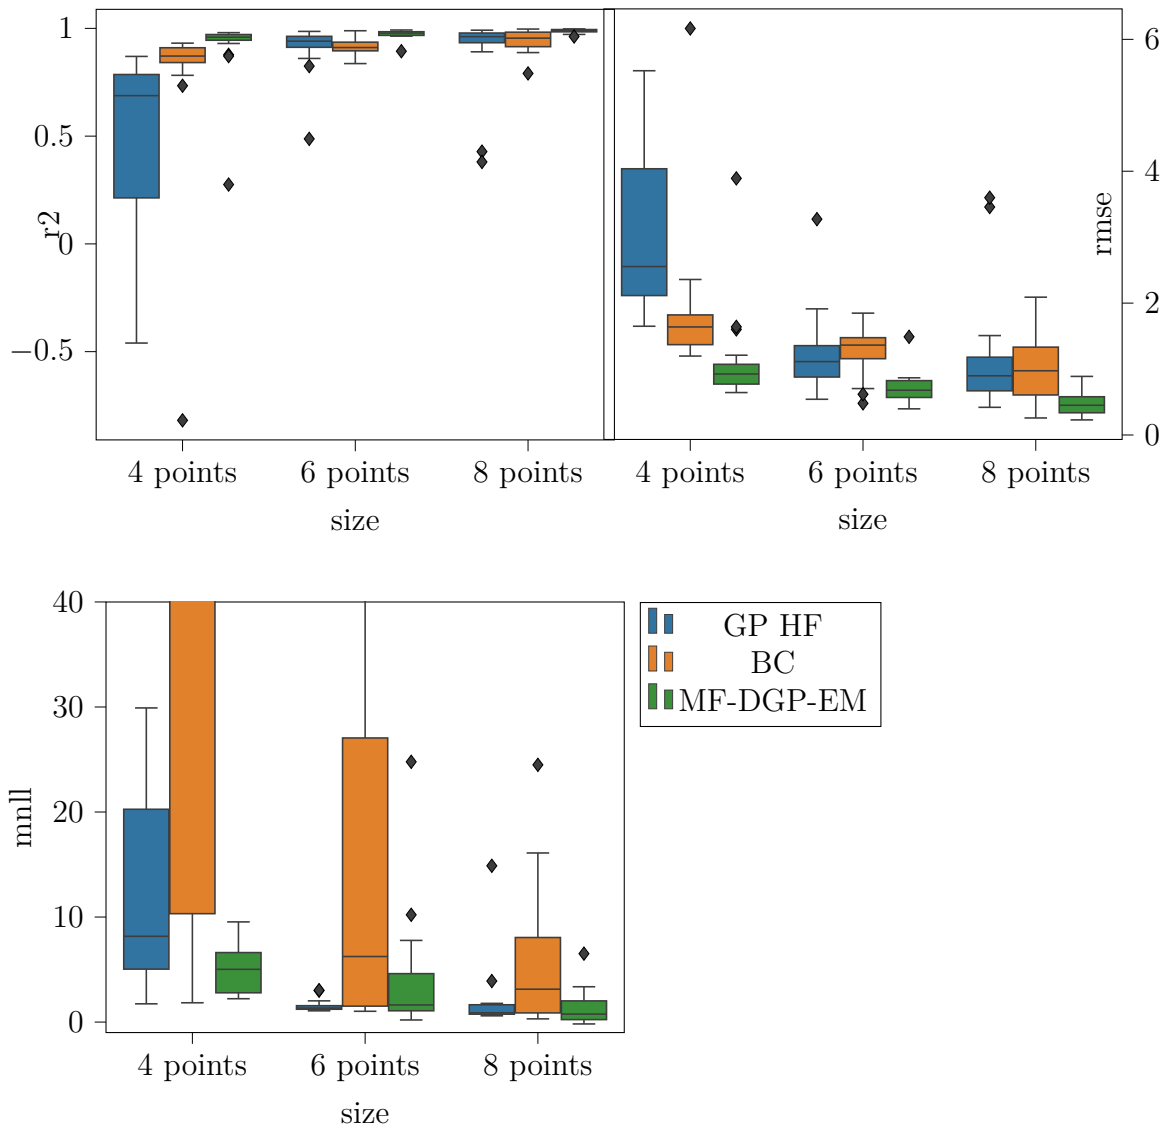 1
0.5
0
−0.5
r2
4 points
6 points
8 points
size
6
4
2
0
rmse
4 points
6 points
8 points
size
40
30
20
10
0
mnll
4 points
6 points
8 points
size
GP HF
BC
MF-DGP-EM